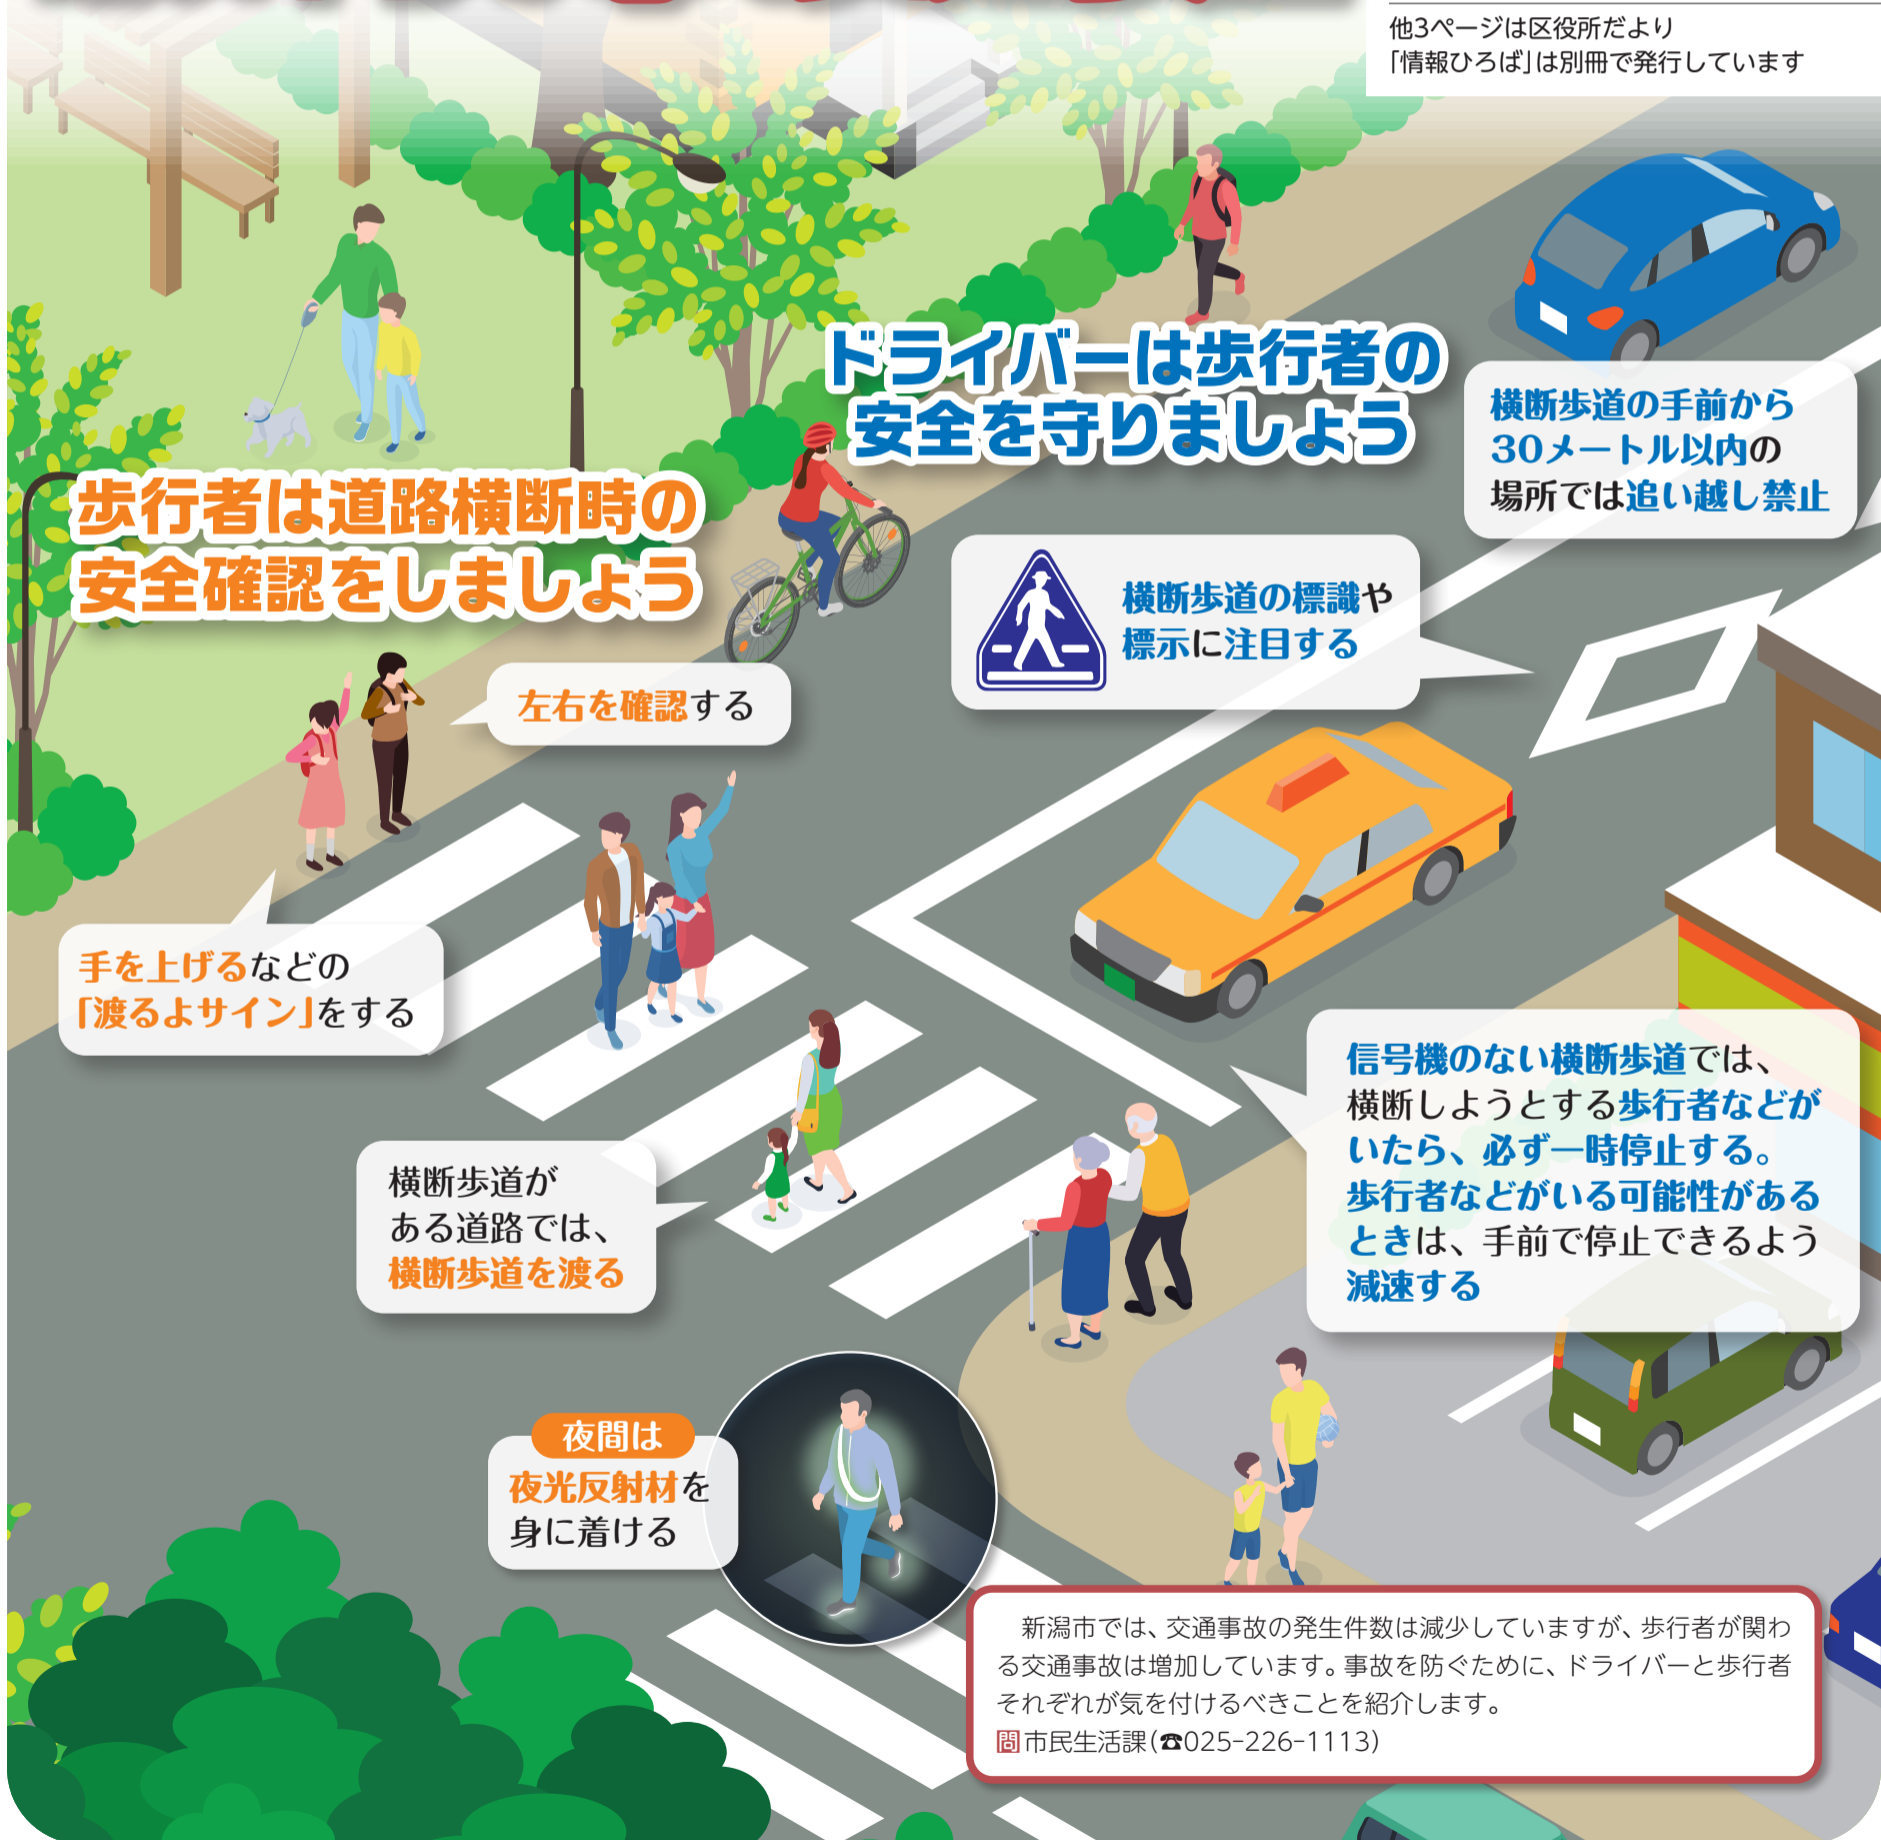 他3ページは区役所だより
「情報ひろば」は別冊で発行しています
ドライバーは歩行者の
安全を守りましょう
横断歩道の手前から
30メートル以内の
場所では追い越し禁止
歩行者は道路横断時の
安全確認をしましょう
横断歩道の標識や
標示に注目する
左右を確認する
手を上げるなどの
「渡るよサイン」をする
信号機のない横断歩道では、
横断しようとする歩行者などが
いたら、必ず一時停止する。
歩行者などがいる可能性がある
ときは、手前で停止できるよう
減速する
横断歩道が
ある道路では、
横断歩道を渡る
夜間は
夜光反射材を
身に着ける
新潟市では、交通事故の発生件数は減少していますが、歩行者が関わ
る交通事故は増加しています。事故を防ぐために、ドライバーと歩行者
それぞれが気を付けるべきことを紹介します。
問市民生活課(☎025-226-1113)